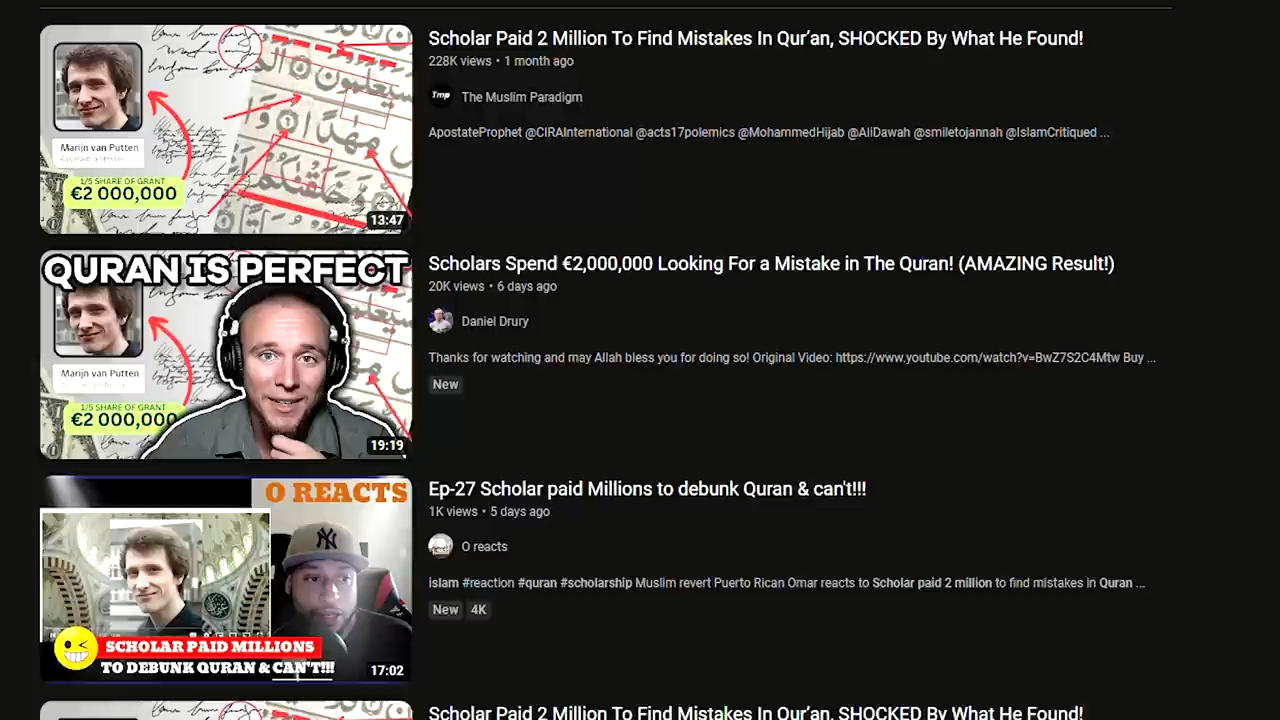 Scholar Paid 2 Million To Find Mistakes In Qur'an, SHOCKED By What He Found!
228K views • 1 month ago
Tmp
The Muslim Paradigm
ApostateProphet @CIRAInternational @acts17polemics @MohammedHijab @AliDawah @smiletojannah @IslamCritiqued ...
Marijn van Putten
1/5 SHARE OF GRANT
€2 000,000
13:47
QURAN IS PERFECT
Marijn van Putten
1/5 SHARE OF GRANT
€2 000,000
19:19
Scholars Spend €2,000,000 Looking For a Mistake in The Quran! (AMAZING Result!)
20K views • 6 days ago
Daniel Drury
Thanks for watching and may Allah bless you for doing so! Original Video: https://www.youtube.com/watch?v=BwZ7S2C4Mtw Buy ...
New
O REACTS
SCHOLAR PAID MILLIONS
TO DEBUNK QURAN & CAN'T!!!
17:02
Ep-27 Scholar paid Millions to debunk Quran & can't!!!
1K views • 5 days ago
O reacts
islam #reaction #quran #scholarship Muslim revert Puerto Rican Omar reacts to Scholar paid 2 million to find mistakes in Quran ...
New 4K
Scholar Paid 2 Million To Find Mistakes In Qur'an, SHOCKED By What He Found!